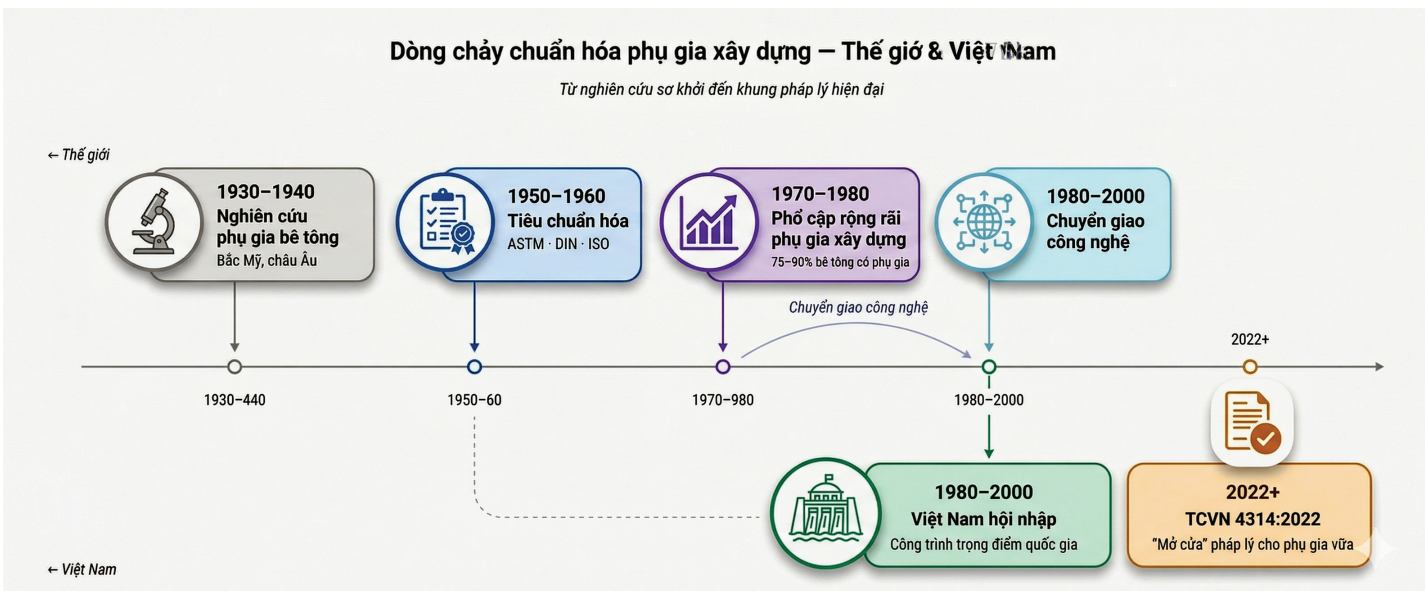 Dòng chảy chuẩn hóa phụ gia xây dựng — Thế giớ & Việt
Từ nghiên cứu sơ khởi đến khung pháp lý hiện đại
← Thế giới
1930–1940
Nghiên cứu
phụ gia bê tông
Bắc Mỹ, châu Âu
1950–1960
Tiêu chuẩn hóa
ASTM · DIN · ISO
1970–1980
Phổ cập rộng rãi
phụ gia xây dựng
75–90% bê tông có phụ gia
1980–2000
Chuyển giao
công nghệ
Chuyển giao công nghệ
2022+
1930–440
1950–60
1970–980
1980–2000
1980–2000
Việt Nam hội nhập
Công trình trọng điểm quốc gia
2022+
TCVN 4314:2022
“Mở cửa” pháp lý cho phụ gia vữa
← Việt Nam